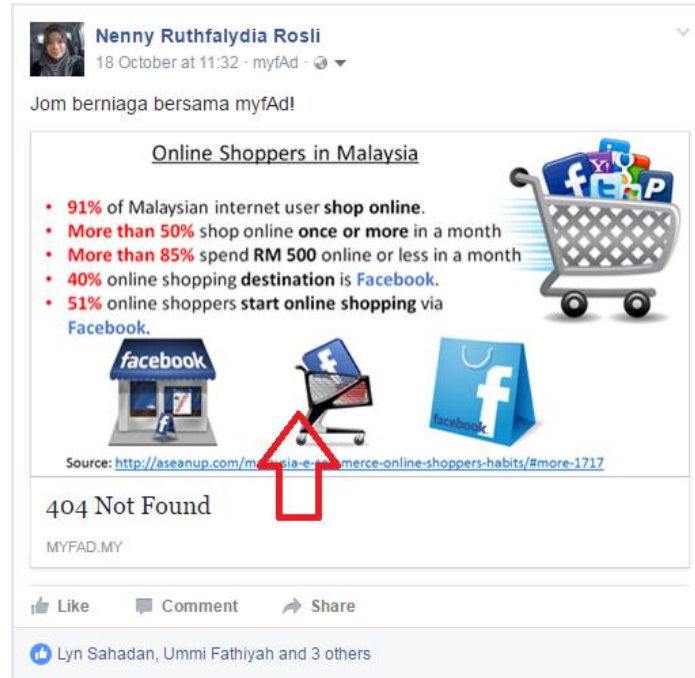 Nenny Ruthfalydia Rosli
18 October at 11:32 · myfAd ·
Jom berniaga bersama myfAd!
Online Shoppers in Malaysia
• 91% of Malaysian internet user shop online.
• More than 50% shop online once or more in a month
• More than 85% spend RM 500 online or less in a month
• 40% online shopping destination is Facebook.
• 51% online shoppers start online shopping via
Facebook.
facebook
facebook
Source: http://aseanup.com/malaysia-e-commerce-online-shoppers-habits/#more-1717
404 Not Found
MYFAD.MY
Like Comment Share
Lyn Sahadan, Ummi Fathiyah and 3 others